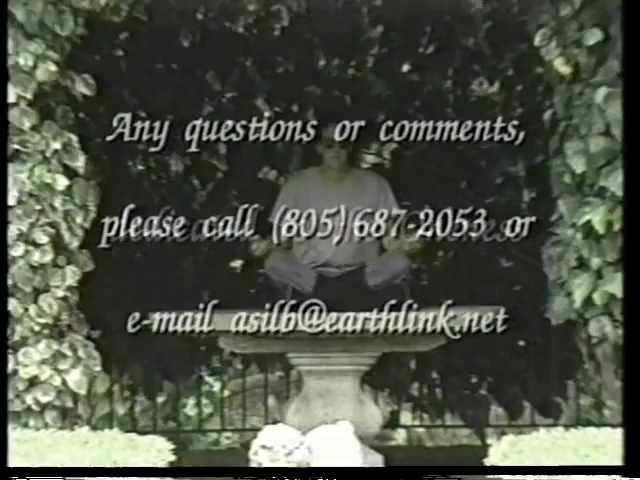 Any questions or comments,
please call (805)687-2053 or
e-mail asilb@earthlink.net